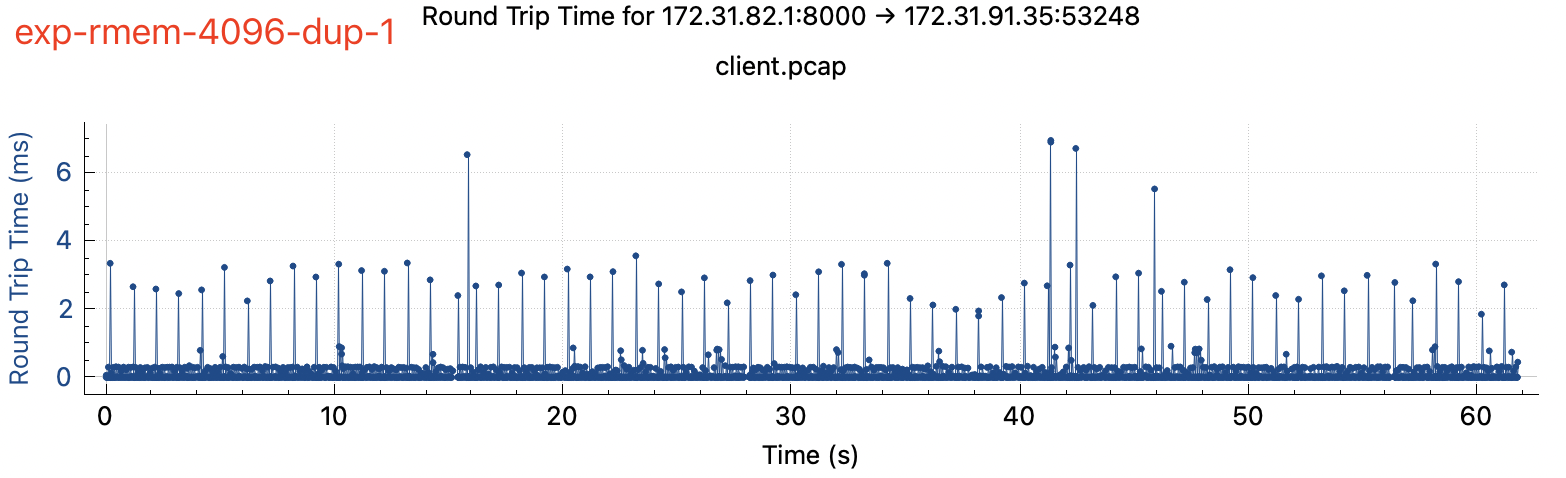 Round Trip Time for 172.31.82.1:8000 → 172.31.91.35:53248
exp-rmem-4096-dup-1
client.pcap
Round Trip Time (ms)
6
4
2
0
0 10 20 30 40 50 60
Time (s)